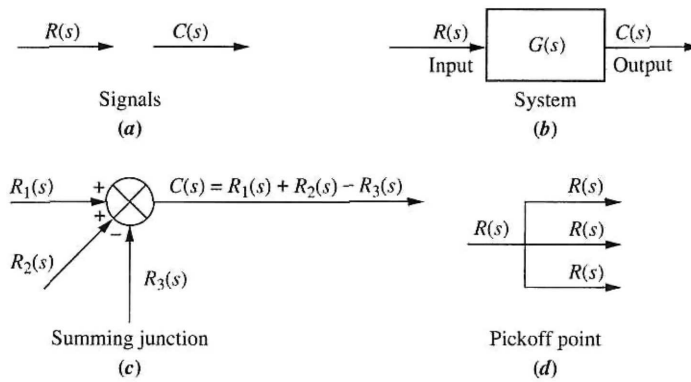 R(s)
C(s)
Signals
(a)
R(s)
Input
G(s)
C(s)
Output
System
(b)
R₁(s)
+
+
−
R₂(s)
R₃(s)
C(s) = R₁(s) + R₂(s) − R₃(s)
Summing junction
(c)
R(s)
R(s)
R(s)
R(s)
Pickoff point
(d)